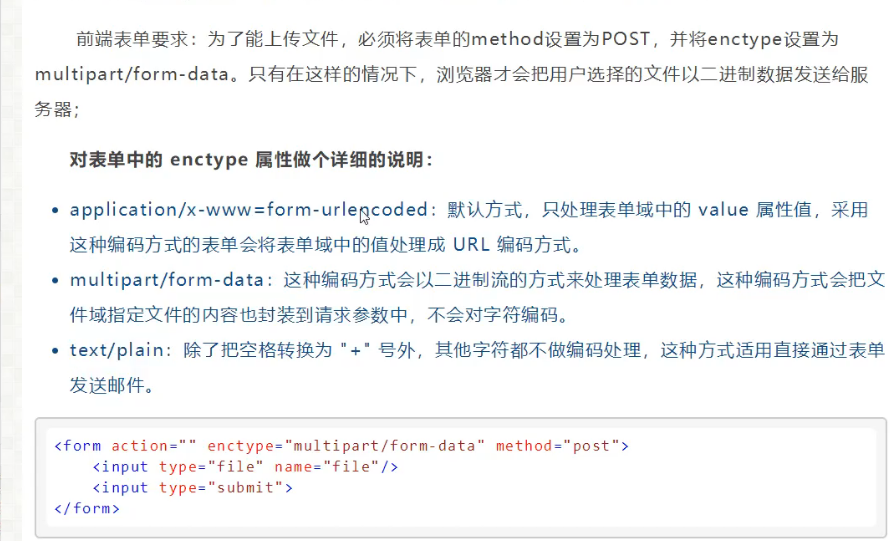 前端表单要求：为了能上传文件，必须将表单的method设置为POST，并将enctype设置为
multipart/form-data。只有在这样的情况下，浏览器才会把用户选择的文件以二进制数据发送给服
务器；
对表单中的 enctype 属性做个详细的说明：
• application/x-www=form-urlencoded：默认方式，只处理表单域中的 value 属性值，采用
这种编码方式的表单会将表单域中的值处理成 URL 编码方式。
• multipart/form-data：这种编码方式会以二进制流的方式来处理表单数据，这种编码方式会把文
件域指定文件的内容也封装到请求参数中，不会对字符编码。
• text/plain：除了把空格转换为 "+" 号外，其他字符都不做编码处理，这种方式适用直接通过表单
发送邮件。
<form action="" enctype="multipart/form-data" method="post">
    <input type="file" name="file"/>
    <input type="submit">
</form>